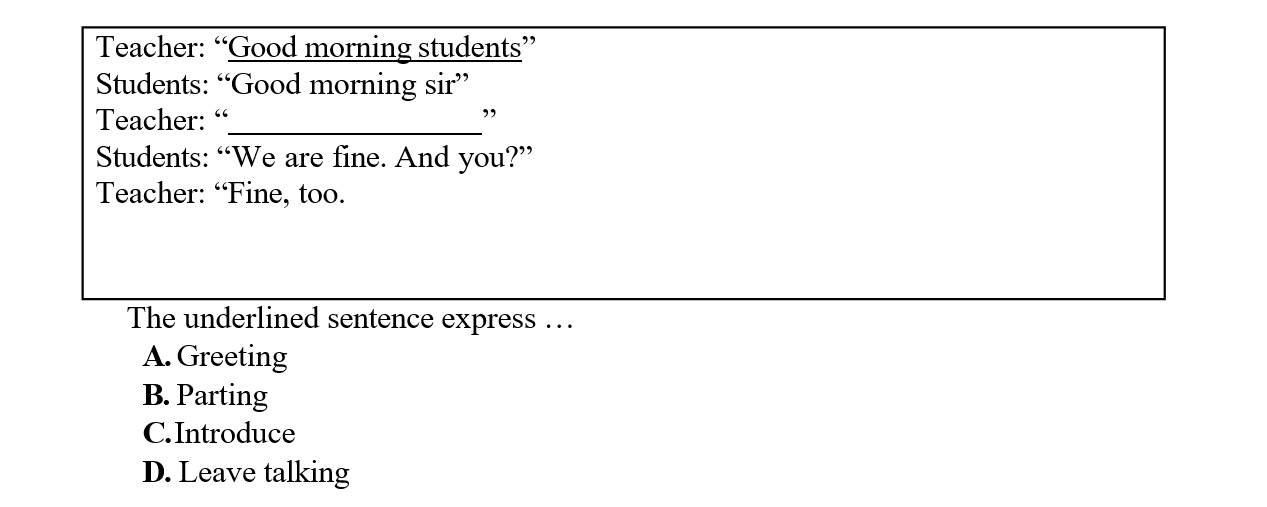 Teacher: “Good morning students”
Students: “Good morning sir”
Teacher: “________________”
Students: “We are fine. And you?”
Teacher: “Fine, too.
The underlined sentence express …
A. Greeting
B. Parting
C. Introduce
D. Leave talking